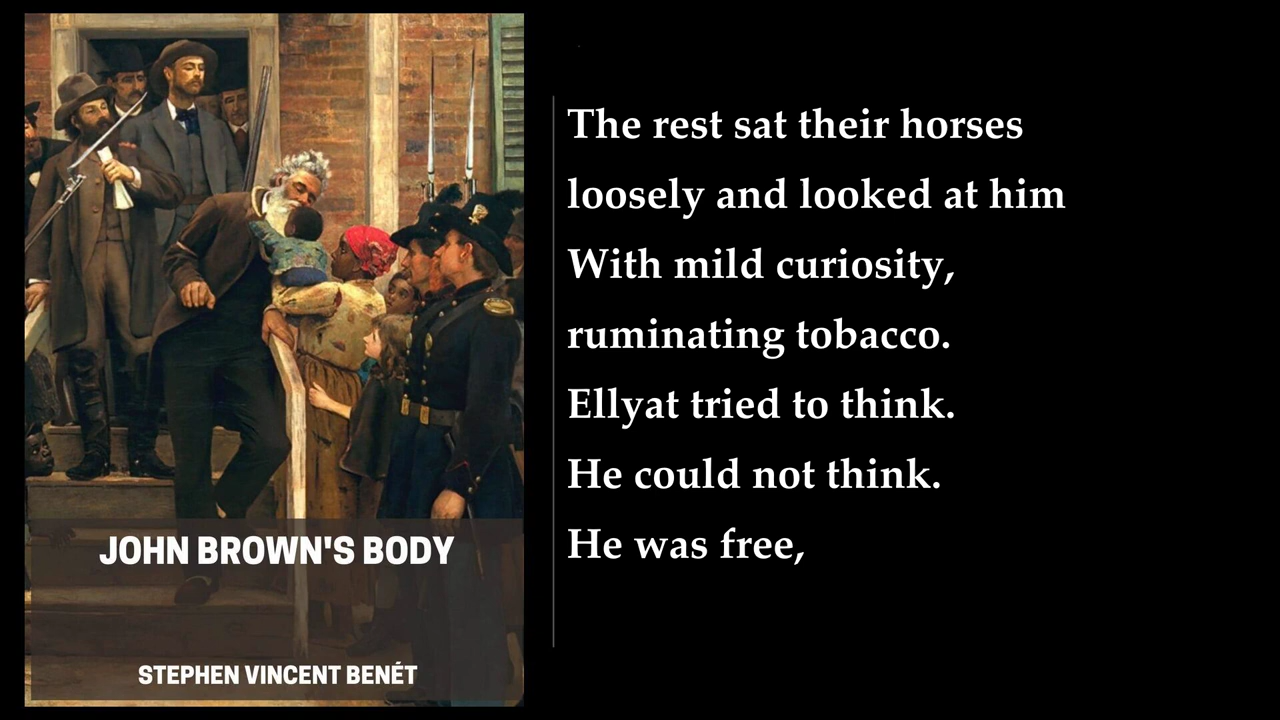 JOHN BROWN'S BODY
STEPHEN VINCENT BENÉT
The rest sat their horses
loosely and looked at him
With mild curiosity,
ruminating tobacco.
Ellyat tried to think.
He could not think.
He was free,